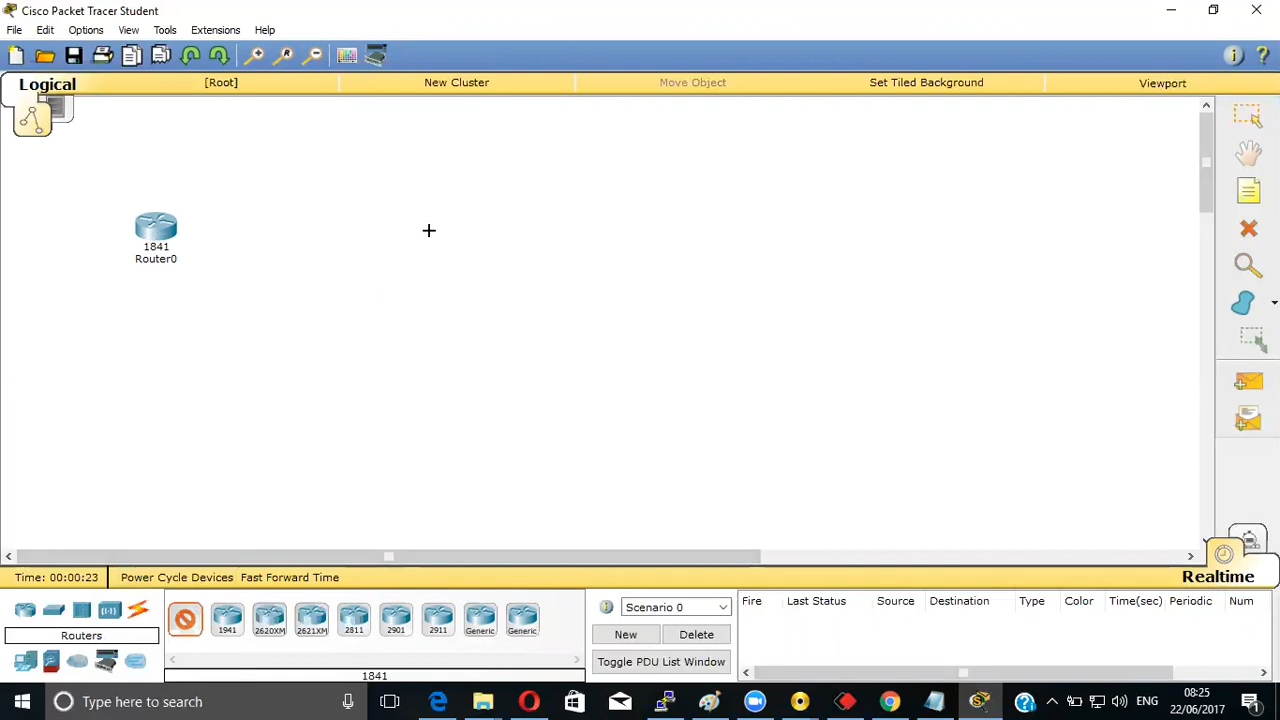 Cisco Packet Tracer Student
File Edit Options View Tools Extensions Help
Logical [Root] New Cluster Move Object Set Tiled Background Viewport
1841
Router0
Time: 00:00:23 Power Cycle Devices Fast Forward Time Realtime
Routers
1941 2620XM 2621XM 2811 2901 2911 Generic Generic
1841
Scenario 0
New Delete
Toggle PDU List Window
Fire Last Status Source Destination Type Color Time(sec) Periodic Num
Type here to search
ENG
08:25
22/06/2017